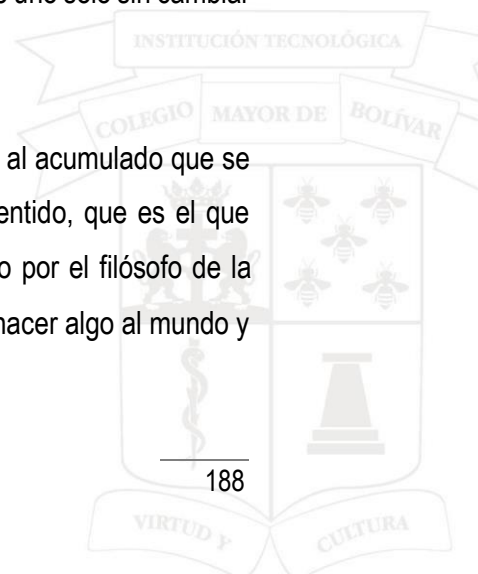 uno solo sin cambiar
INSTITUCIÓN TECNOLÓGICA
COLEGIO MAYOR DE BOLÍVAR
al acumulado que se
entido, que es el que
o por el filósofo de la
hacer algo al mundo y
188
VIRTUD Y CULTURA